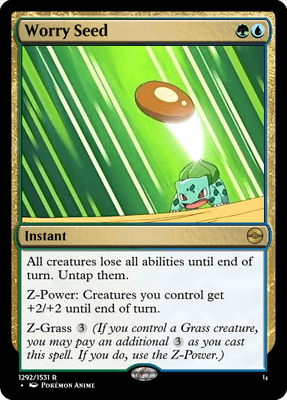 Worry Seed
Instant
All creatures lose all abilities until end of
turn. Untap them.
Z-Power: Creatures you control get
+2/+2 until end of turn.
Z-Grass 3 (If you control a Grass creature,
you may pay an additional 3 as you cast
this spell. If you do, use the Z-Power.)
1292/1531 R
• Pokémon Anime